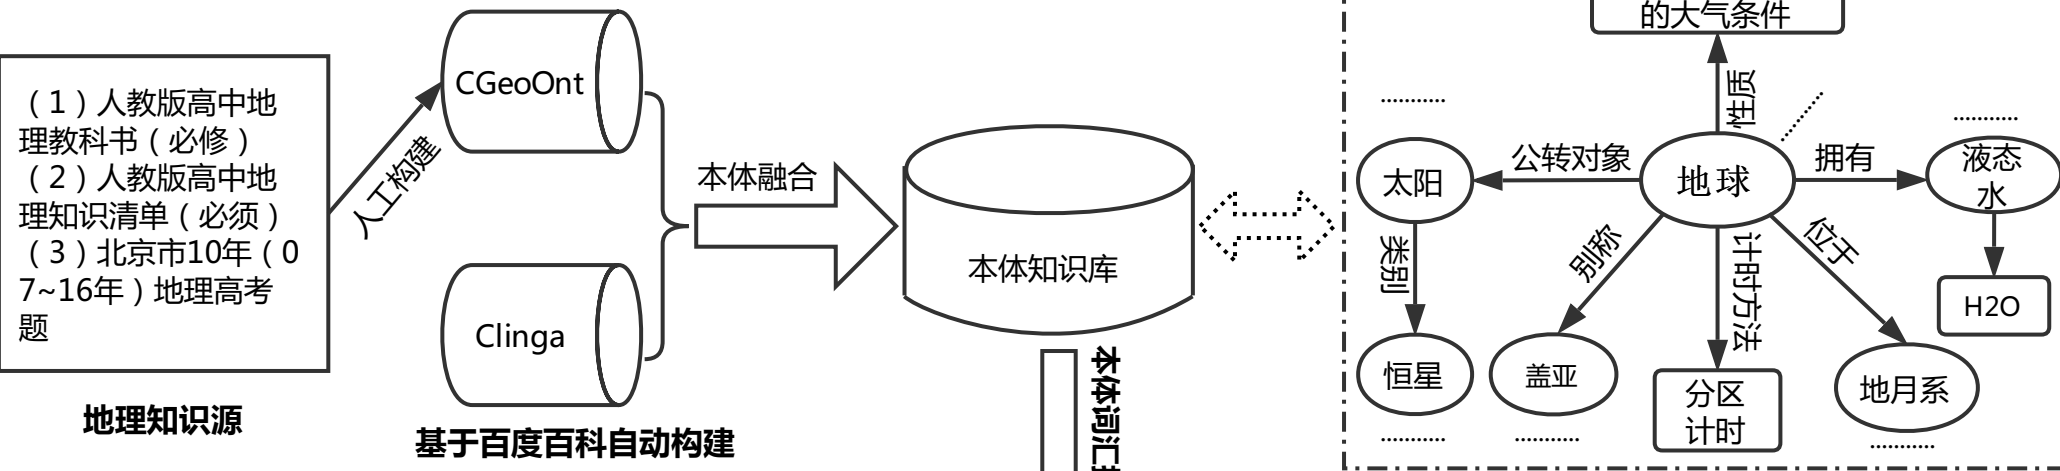 （1）人教版高中地
理教科书（必修）
（2）人教版高中地
理知识清单（必须）
（3）北京市10年（0
7~16年）地理高考
题
地理知识源
人工构建
CGeoOnt
Clinga
基于百度百科自动构建
本体融合
本体知识库
本体词汇
的大气条件
性质
太阳
公转对象
地球
拥有
液态
水
类别
别称
计时方法
位于
H2O
恒星
盖亚
分区
计时
地月系